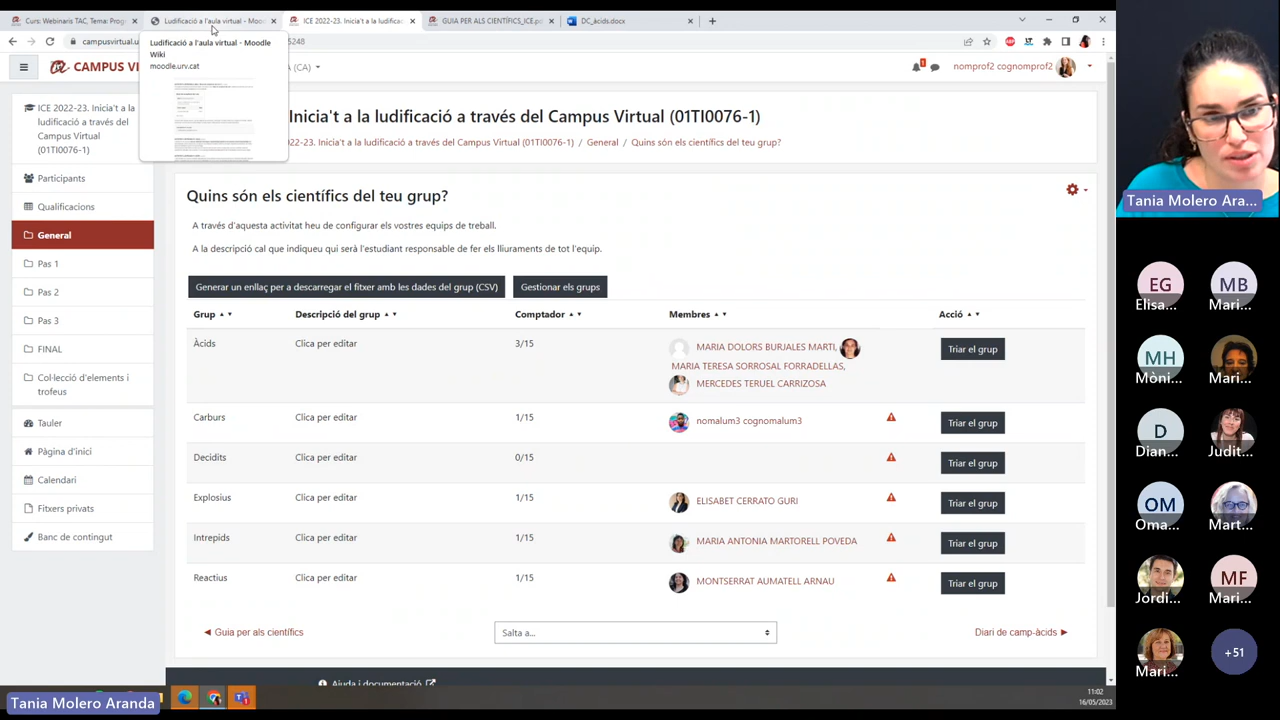 Curs: Webinaris TAC, Tema: Progr
Ludificació a l'aula virtual - Mood
ICE 2022-23. Inicia't a la ludificac
GUIA PER ALS CIENTÍFICS_ICE.pd
DC_àcids.docx
campusvirtual.u
5248
Ludificació a l'aula virtual - Moodle
Wiki
moodle.urv.cat
CAMPUS VI
(CA)
nomprof2 cognomprof2
ICE 2022-23. Inicia't a la
ludificació a través del
Campus Virtual
(01TI0076-1)
Participants
Qualificacions
General
Pas 1
Pas 2
Pas 3
FINAL
Col·lecció d'elements i
trofeus
Tauler
Pàgina d'inici
Calendari
Fitxers privats
Banc de contingut
Inicia't a la ludificació a través del Campus Virtual (01TI0076-1)
22-23. Inicia't a la ludificació a través del Campus Virtual (01TI0076-1) / General / Quins són els científics del teu grup?
Quins són els científics del teu grup?
A través d'aquesta activitat heu de configurar els vostres equips de treball.
A la descripció cal que indiqueu qui serà l'estudiant responsable de fer els lliuraments de tot l'equip.
Generar un enllaç per a descarregar el fitxer amb les dades del grup (CSV) Gestionar els grups
Grup Descripció del grup Comptador Membres Acció
Àcids Clica per editar 3/15 MARIA DOLORS BURJALES MARTI, Triar el grup
MARIA TERESA SORROSAL FORRADELLAS,
MERCEDES TERUEL CARRIZOSA
Carburs Clica per editar 1/15 nomalum3 cognomalum3 Triar el grup
Decidits Clica per editar 0/15 Triar el grup
Explosius Clica per editar 1/15 ELISABET CERRATO GURI Triar el grup
Intrepids Clica per editar 1/15 MARIA ANTONIA MARTORELL POVEDA Triar el grup
Reactius Clica per editar 1/15 MONTSERRAT AUMATELL ARNAU Triar el grup
◄ Guia per als científics Salta a... Diari de camp-àcids ►
Ajuda i documentació
11:02
16/05/2023
Tania Molero Aranda
Tania Molero Ara...
EG MB
Elisa... Mari...
MH
Mòni... Mari...
D
Dian... Judit...
OM
Oma... Mart...
MF
Jordi... Mari...
+51
Mari...